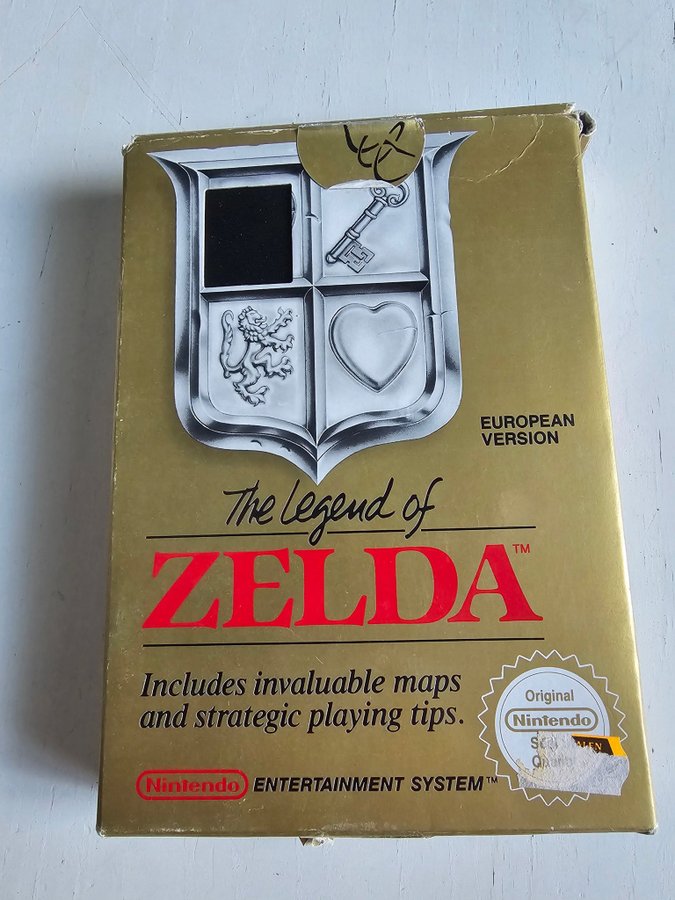 EUROPEAN
VERSION
The Legend of
ZELDA™
Includes invaluable maps
and strategic playing tips.
Original
Nintendo
Nintendo ENTERTAINMENT SYSTEM™